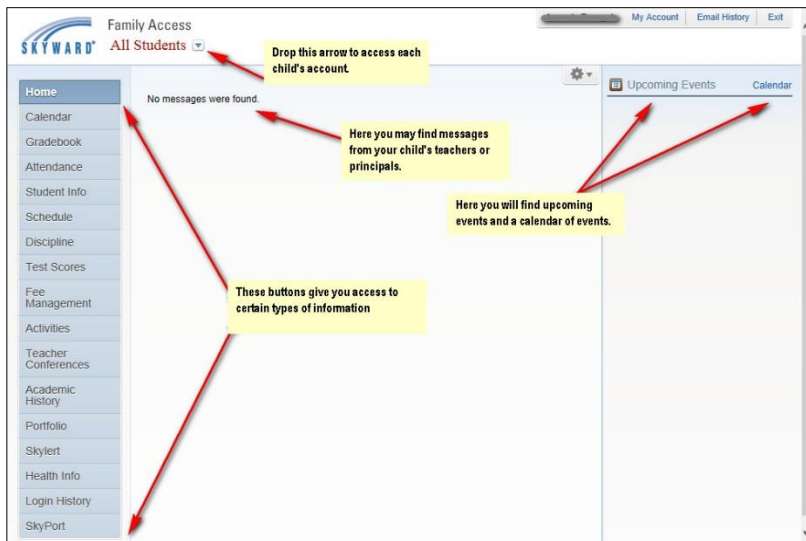 Family Access
My Account Email History Exit
SKYWARD
All Students
Drop this arrow to access each
child's account.
Home
No messages were found.
Upcoming Events Calendar
Calendar
Gradebook
Here you may find messages
from your child's teachers or
principals.
Attendance
Student Info
Here you will find upcoming
events and a calendar of events.
Schedule
Discipline
Test Scores
These buttons give you access to
certain types of information
Fee
Management
Activities
Teacher
Conferences
Academic
History
Portfolio
Skylert
Health Info
Login History
SkyPort